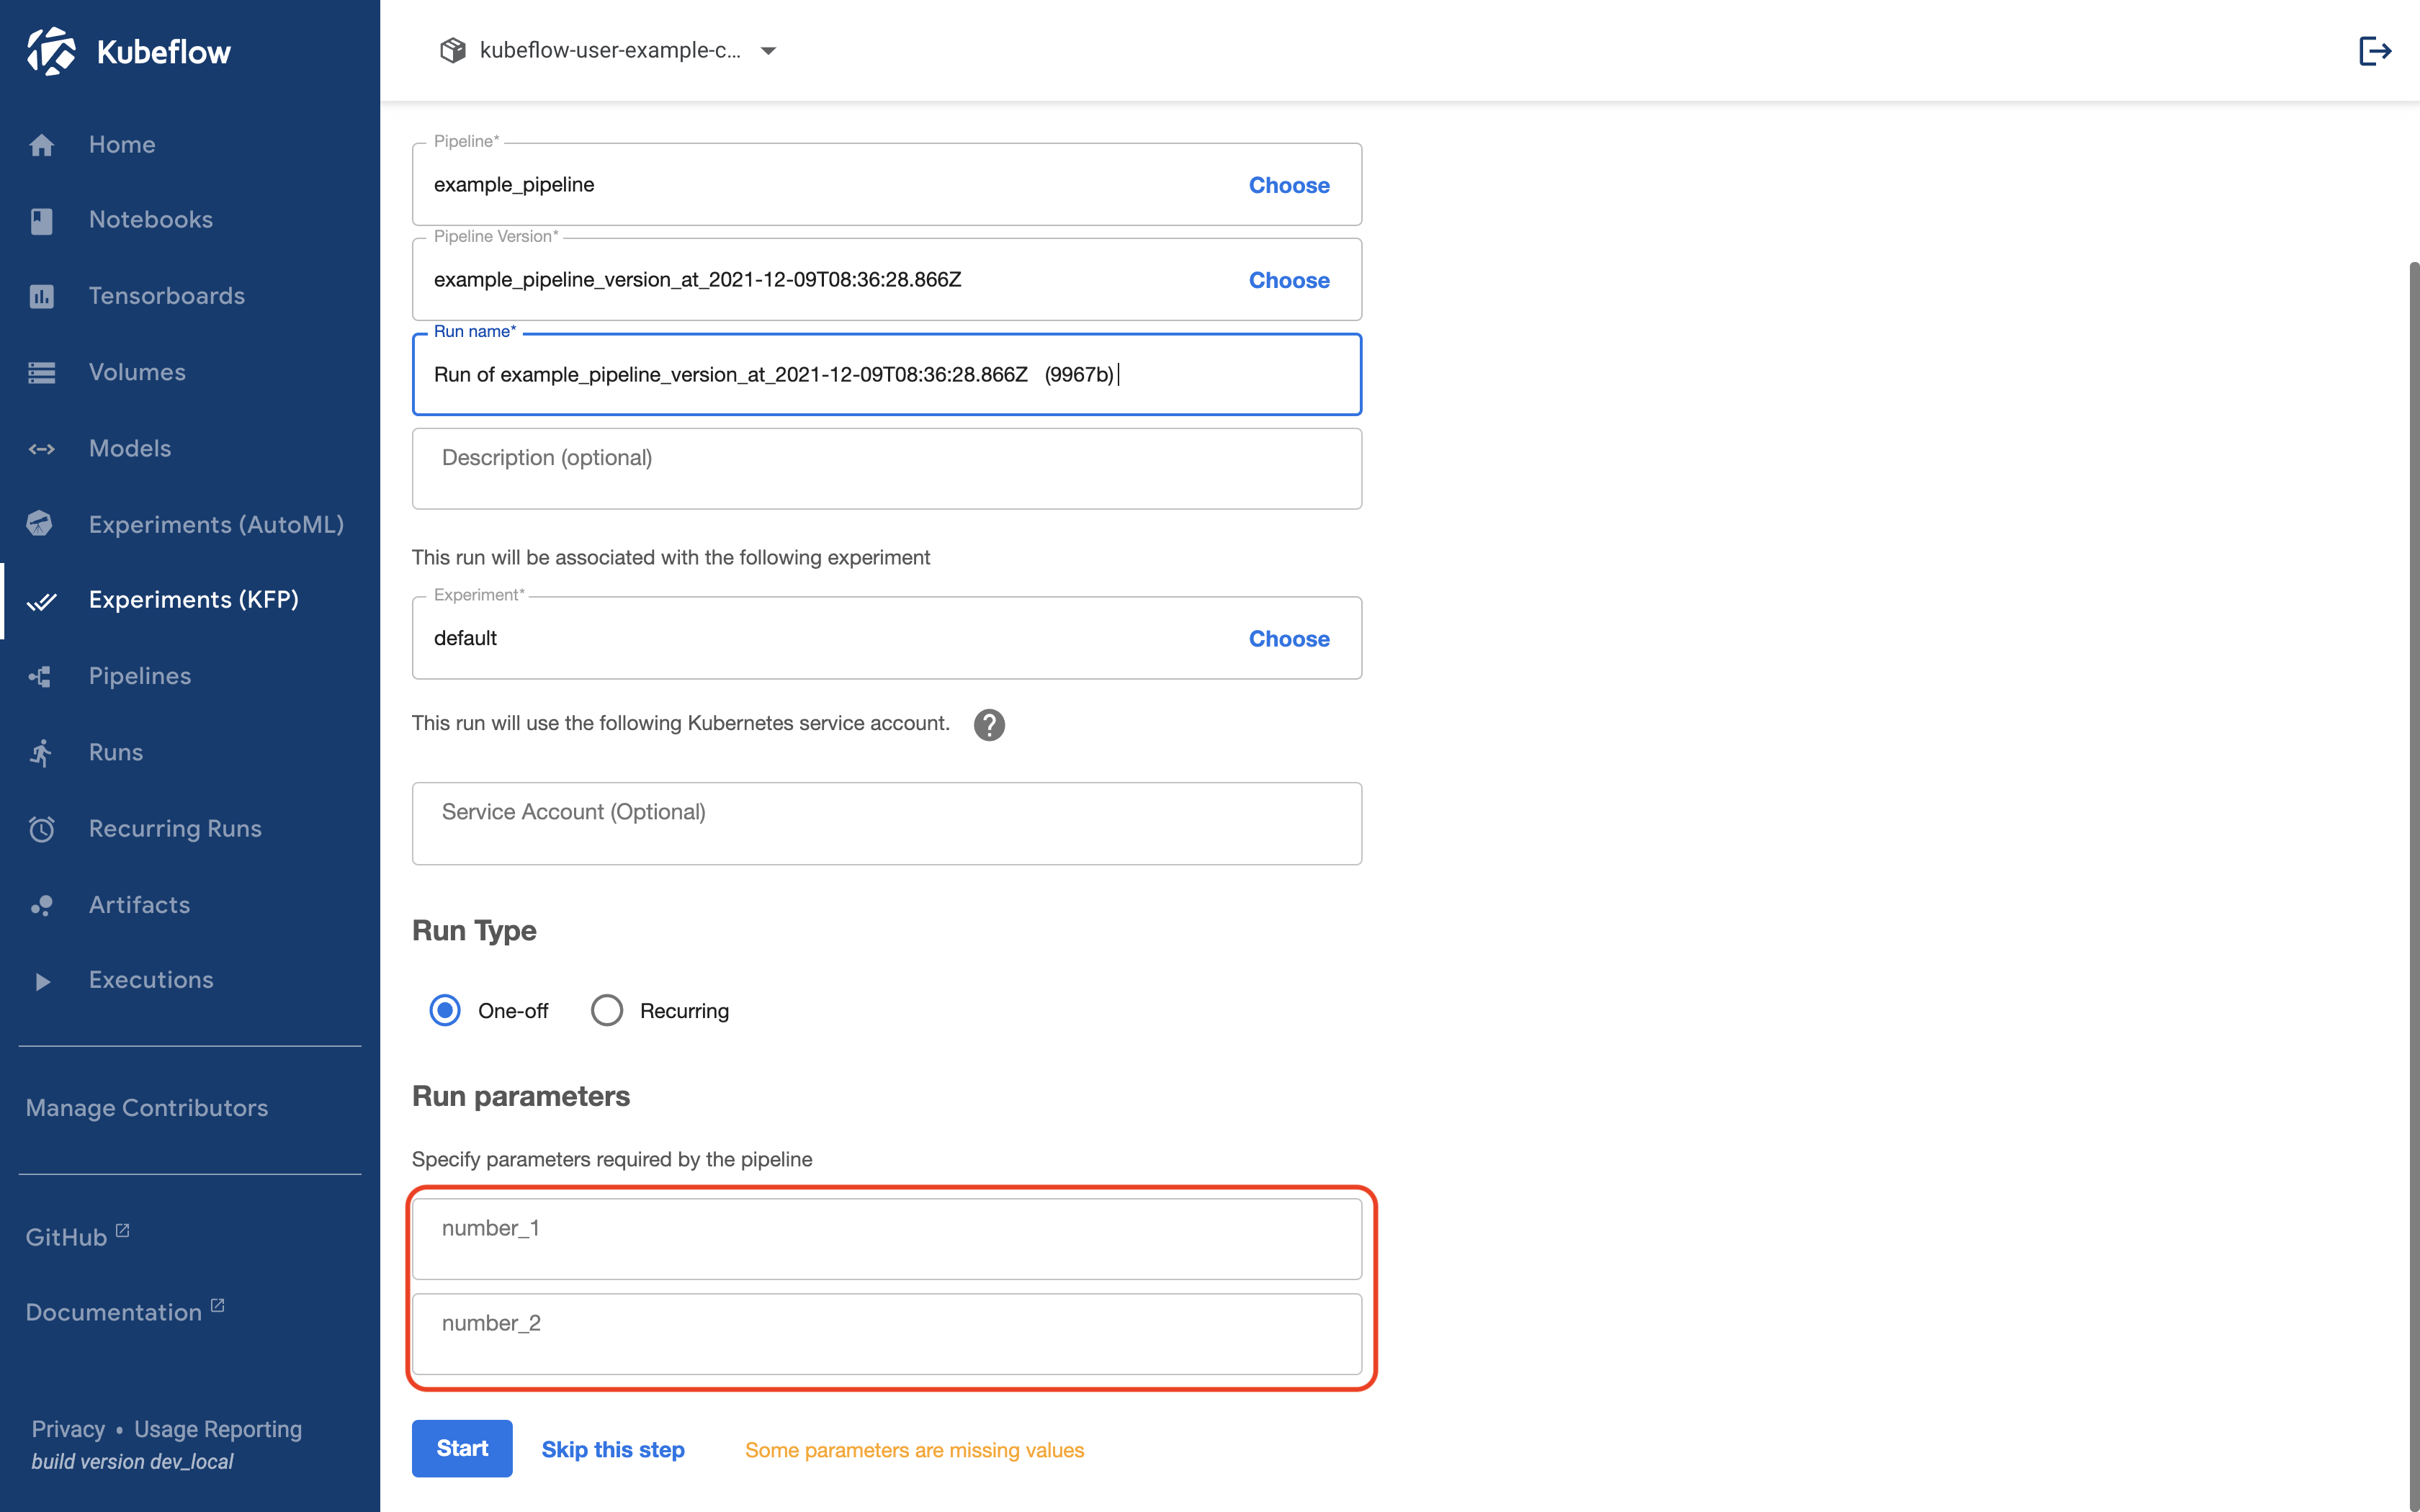 Kubeflow
Home
Notebooks
Tensorboards
Volumes
Models
Experiments (AutoML)
Experiments (KFP)
Pipelines
Runs
Recurring Runs
Artifacts
Executions
Manage Contributors
GitHub
Documentation
Privacy • Usage Reporting
build version dev_local
kubeflow-user-example-c...
Pipeline*
example_pipeline Choose
Pipeline Version*
example_pipeline_version_at_2021-12-09T08:36:28.866Z Choose
Run name*
Run of example_pipeline_version_at_2021-12-09T08:36:28.866Z (9967b)
Description (optional)
This run will be associated with the following experiment
Experiment*
default Choose
This run will use the following Kubernetes service account. ?
Service Account (Optional)
Run Type
One-off Recurring
Run parameters
Specify parameters required by the pipeline
number_1
number_2
Start Skip this step Some parameters are missing values